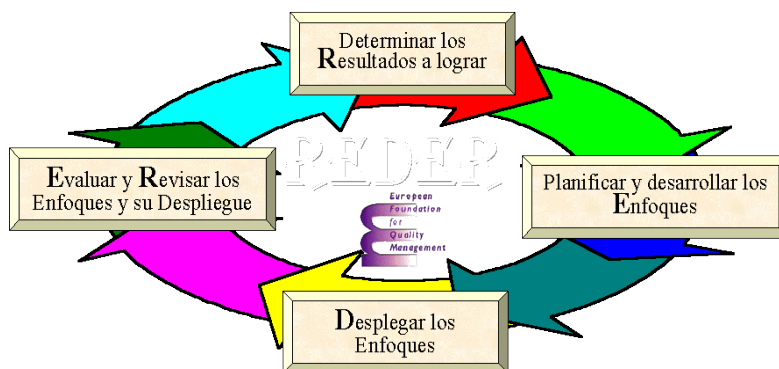 Determinar los
Resultados a lograr
REDER
Evaluar y Revisar los
Enfoques y su Despliegue
Planificar y desarrollar los
Enfoques
European
Foundation
for
Quality
Management
Desplegar los
Enfoques